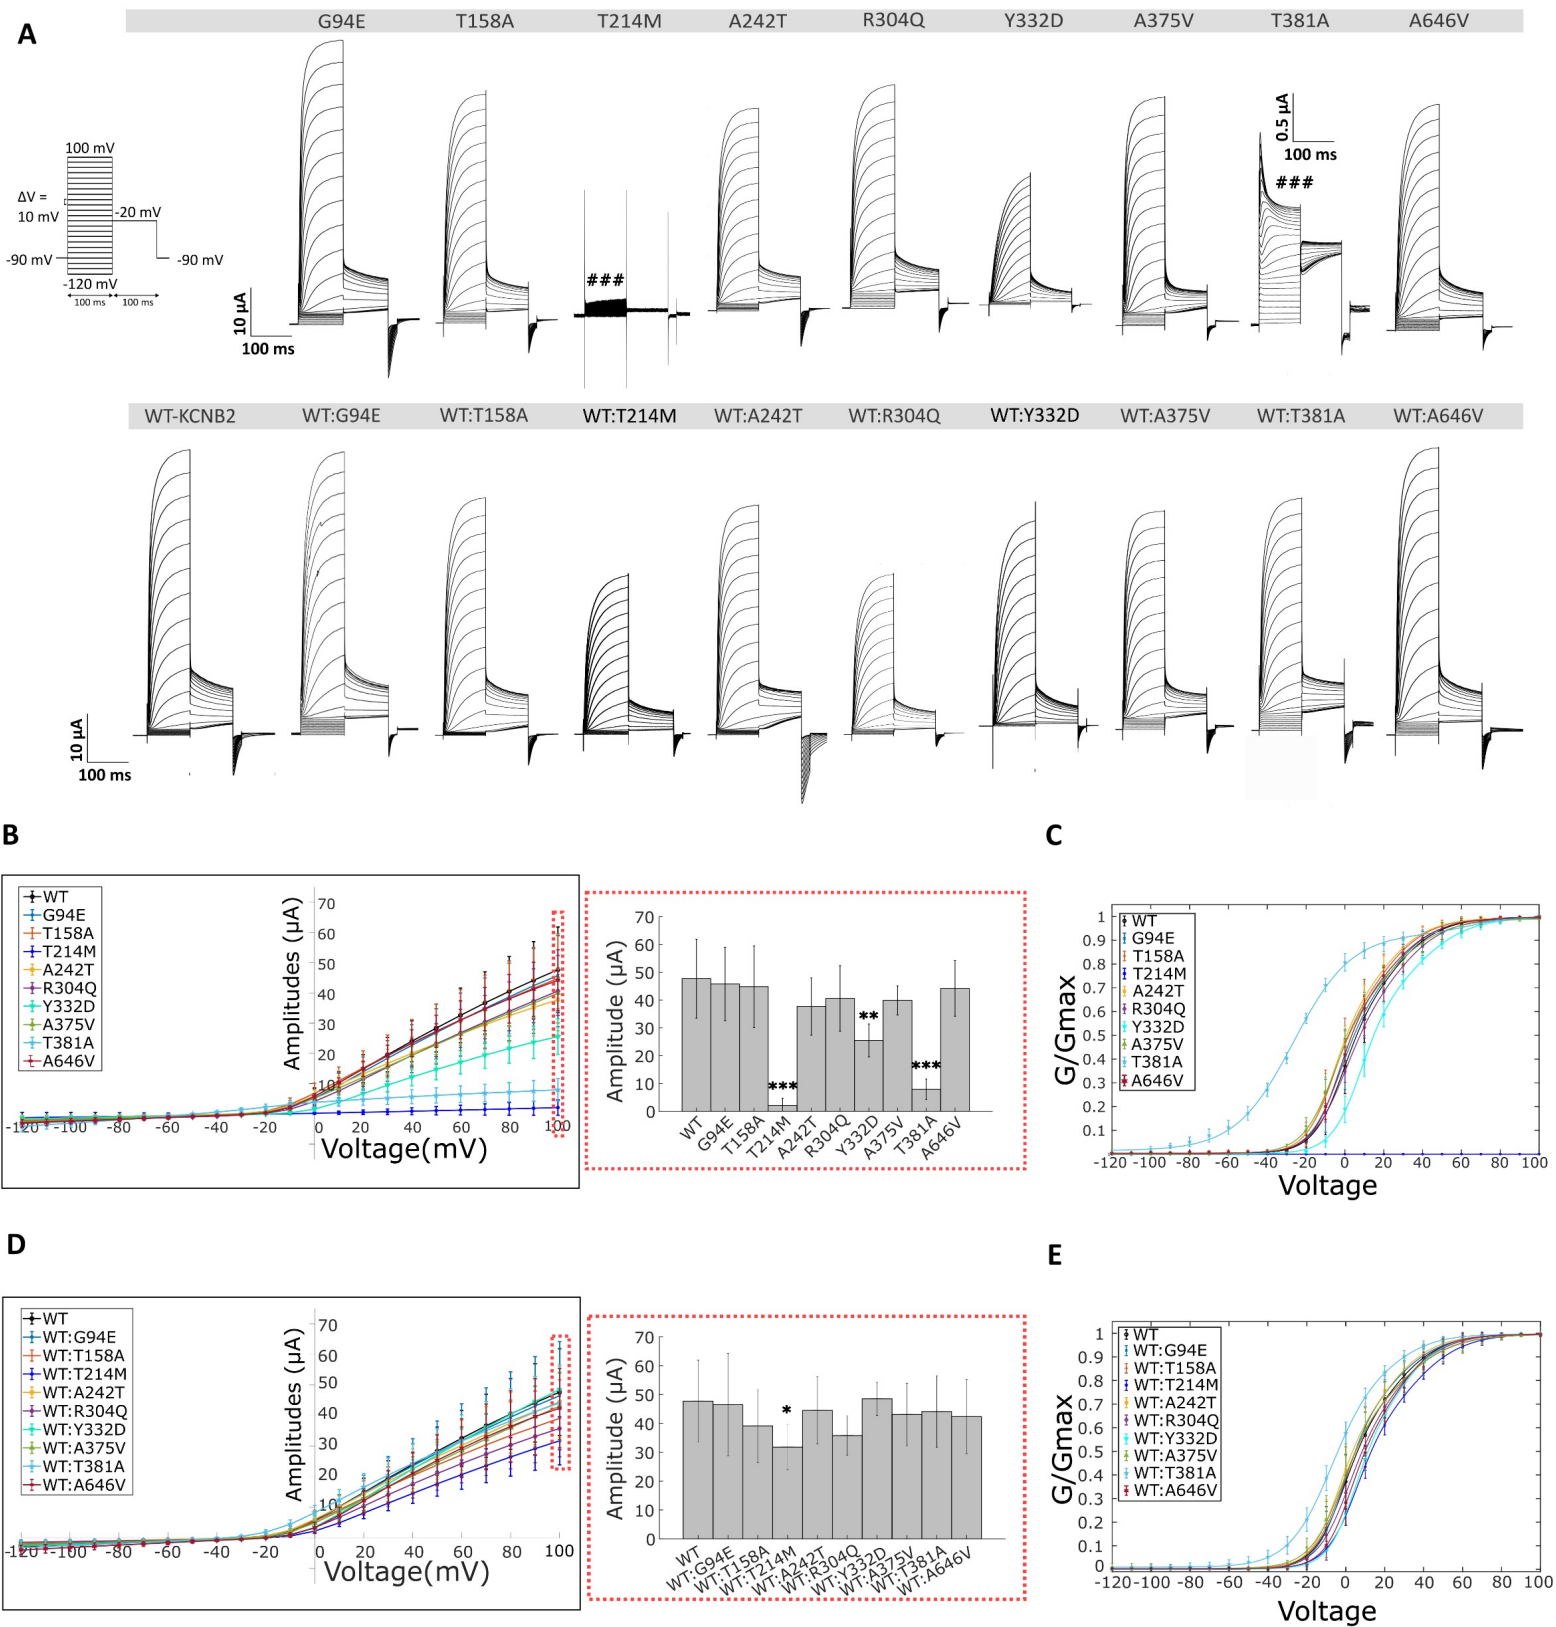 A
G94E T158A T214M A242T R304Q Y332D A375V T381A A646V
100 mV
ΔV =
10 mV
-20 mV
-90 mV
-90 mV
-120 mV
100 ms 100 ms
10 µA
100 ms
###
0.5 µA
100 ms
###
WT-KCNB2 WT:G94E WT:T158A WT:T214M WT:A242T WT:R304Q WT:Y332D WT:A375V WT:T381A WT:A646V
10 µA
100 ms
B
WT
G94E
T158A
T214M
A242T
R304Q
Y332D
A375V
T381A
A646V
Amplitudes (µA)
70
60
50
40
30
20
10
-120 -100 -80 -60 -40 -20 0 20 40 60 80 100
Voltage(mV)
Amplitude (µA)
70
60
50
40
30
20
10
0
*** ** ***
WT G94E T158A T214M A242T R304Q Y332D A375V T381A A646V
C
WT
G94E
T158A
T214M
A242T
R304Q
Y332D
A375V
T381A
A646V
G/Gmax
1
0.9
0.8
0.7
0.6
0.5
0.4
0.3
0.2
0.1
-120 -100 -80 -60 -40 -20 0 20 40 60 80 100
Voltage
D
WT
WT:G94E
WT:T158A
WT:T214M
WT:A242T
WT:R304Q
WT:Y332D
WT:A375V
WT:T381A
WT:A646V
Amplitudes (µA)
70
60
50
40
30
20
10
-120 -100 -80 -60 -40 -20 0 20 40 60 80 100
Voltage(mV)
Amplitude (µA)
70
60
50
40
30
20
10
0
*
WT WT:G94E WT:T158A WT:T214M WT:A242T WT:R304Q WT:Y332D WT:A375V WT:T381A WT:A646V
E
WT
WT:G94E
WT:T158A
WT:T214M
WT:A242T
WT:R304Q
WT:Y332D
WT:A375V
WT:T381A
WT:A646V
G/Gmax
1
0.9
0.8
0.7
0.6
0.5
0.4
0.3
0.2
0.1
0
-120 -100 -80 -60 -40 -20 0 20 40 60 80 100
Voltage